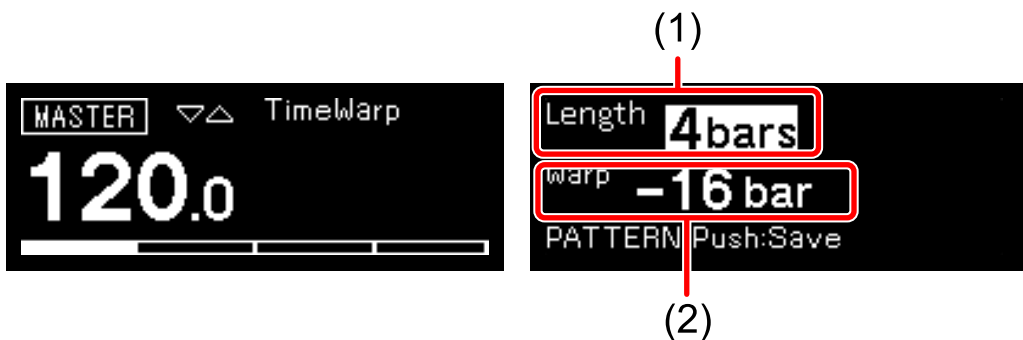 (1)
MASTER ▽△ TimeWarp
120.0
Length 4bars
Warp -16 bar
PATTERN Push:Save
(2)